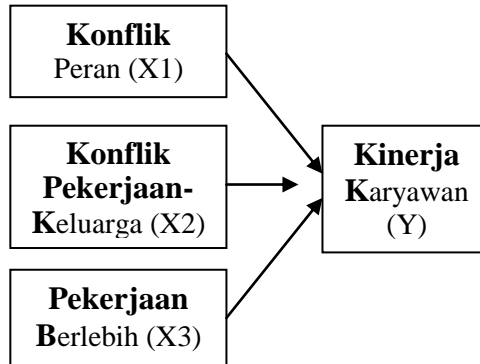 Konflik
Peran (X1)
Konflik
Pekerjaan-
Keluarga (X2)
Kinerja
Karyawan
(Y)
Pekerjaan
Berlebih (X3)